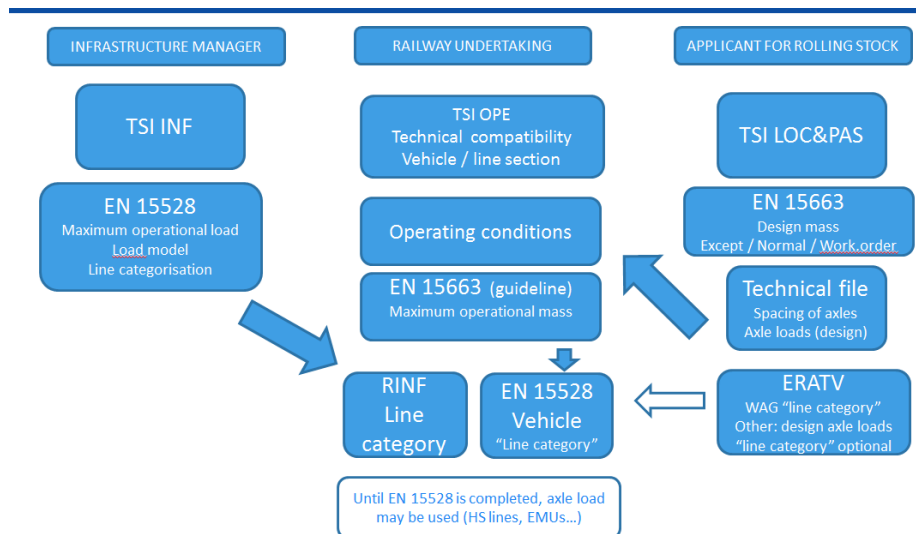 INFRASTRUCTURE MANAGER
RAILWAY UNDERTAKING
APPLICANT FOR ROLLING STOCK
TSI INF
EN 15528
Maximum operational load
Load model
Line categorisation
TSI OPE
Technical compatibility
Vehicle / line section
Operating conditions
EN 15663 (guideline)
Maximum operational mass
TSI LOC&PAS
EN 15663
Design mass
Except / Normal / Work.order
Technical file
Spacing of axles
Axle loads (design)
RINF
Line
category
EN 15528
Vehicle
"Line category"
ERATV
WAG "line category"
Other: design axle loads
"line category" optional
Until EN 15528 is completed, axle load
may be used (HS lines, EMUs...)